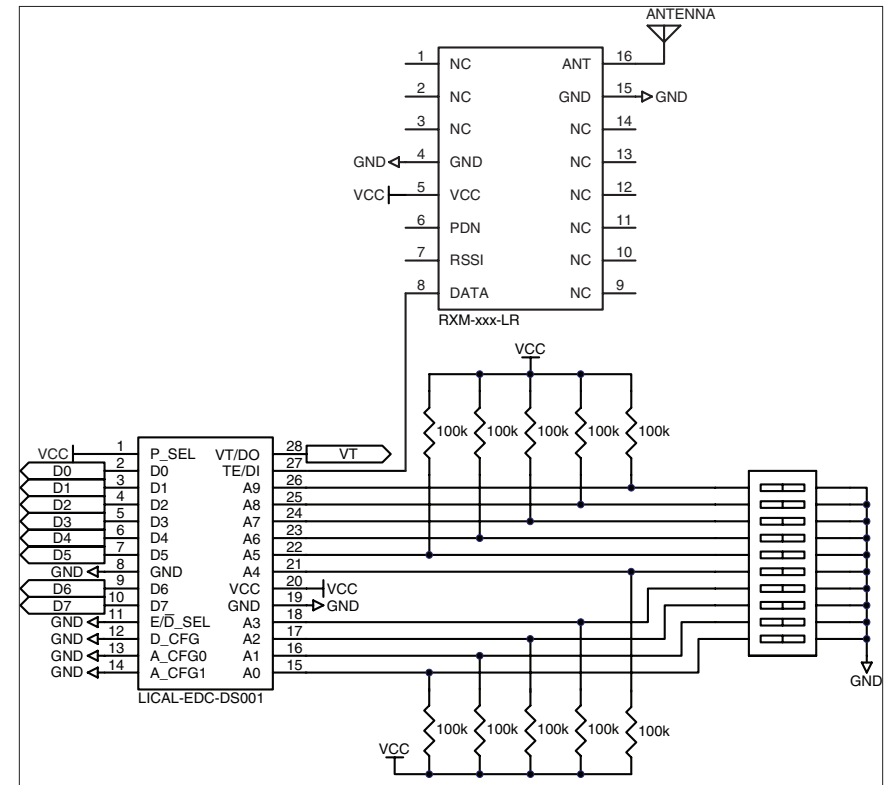 ANTENNA
1 NC ANT 16
2 NC GND 15 GND
3 NC NC 14
GND 4 GND NC 13
VCC 5 VCC NC 12
6 PDN NC 11
7 RSSI NC 10
8 DATA NC 9
RXM-xxx-LR
VCC
100k 100k 100k 100k 100k
VCC 1 P_SEL VT/DO 28 VT
D0 2 D0 TE/DI 27
D1 3 D1 A9 26
D2 4 D2 A8 25
D3 5 D3 A7 24
D4 6 D4 A6 23
D5 7 D5 A5 22
GND 8 GND A4 21
D6 9 D6 VCC 20 VCC
D7 10 D7 GND 19 GND
GND 11 E/D̅_SEL A3 18
GND 12 D_CFG A2 17
GND 13 A_CFG0 A1 16
GND 14 A_CFG1 A0 15
GND
LICAL-EDC-DS001
100k 100k 100k 100k 100k
VCC